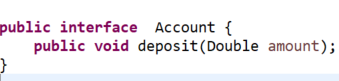 public interface Account {
public void deposit(Double amount);
}